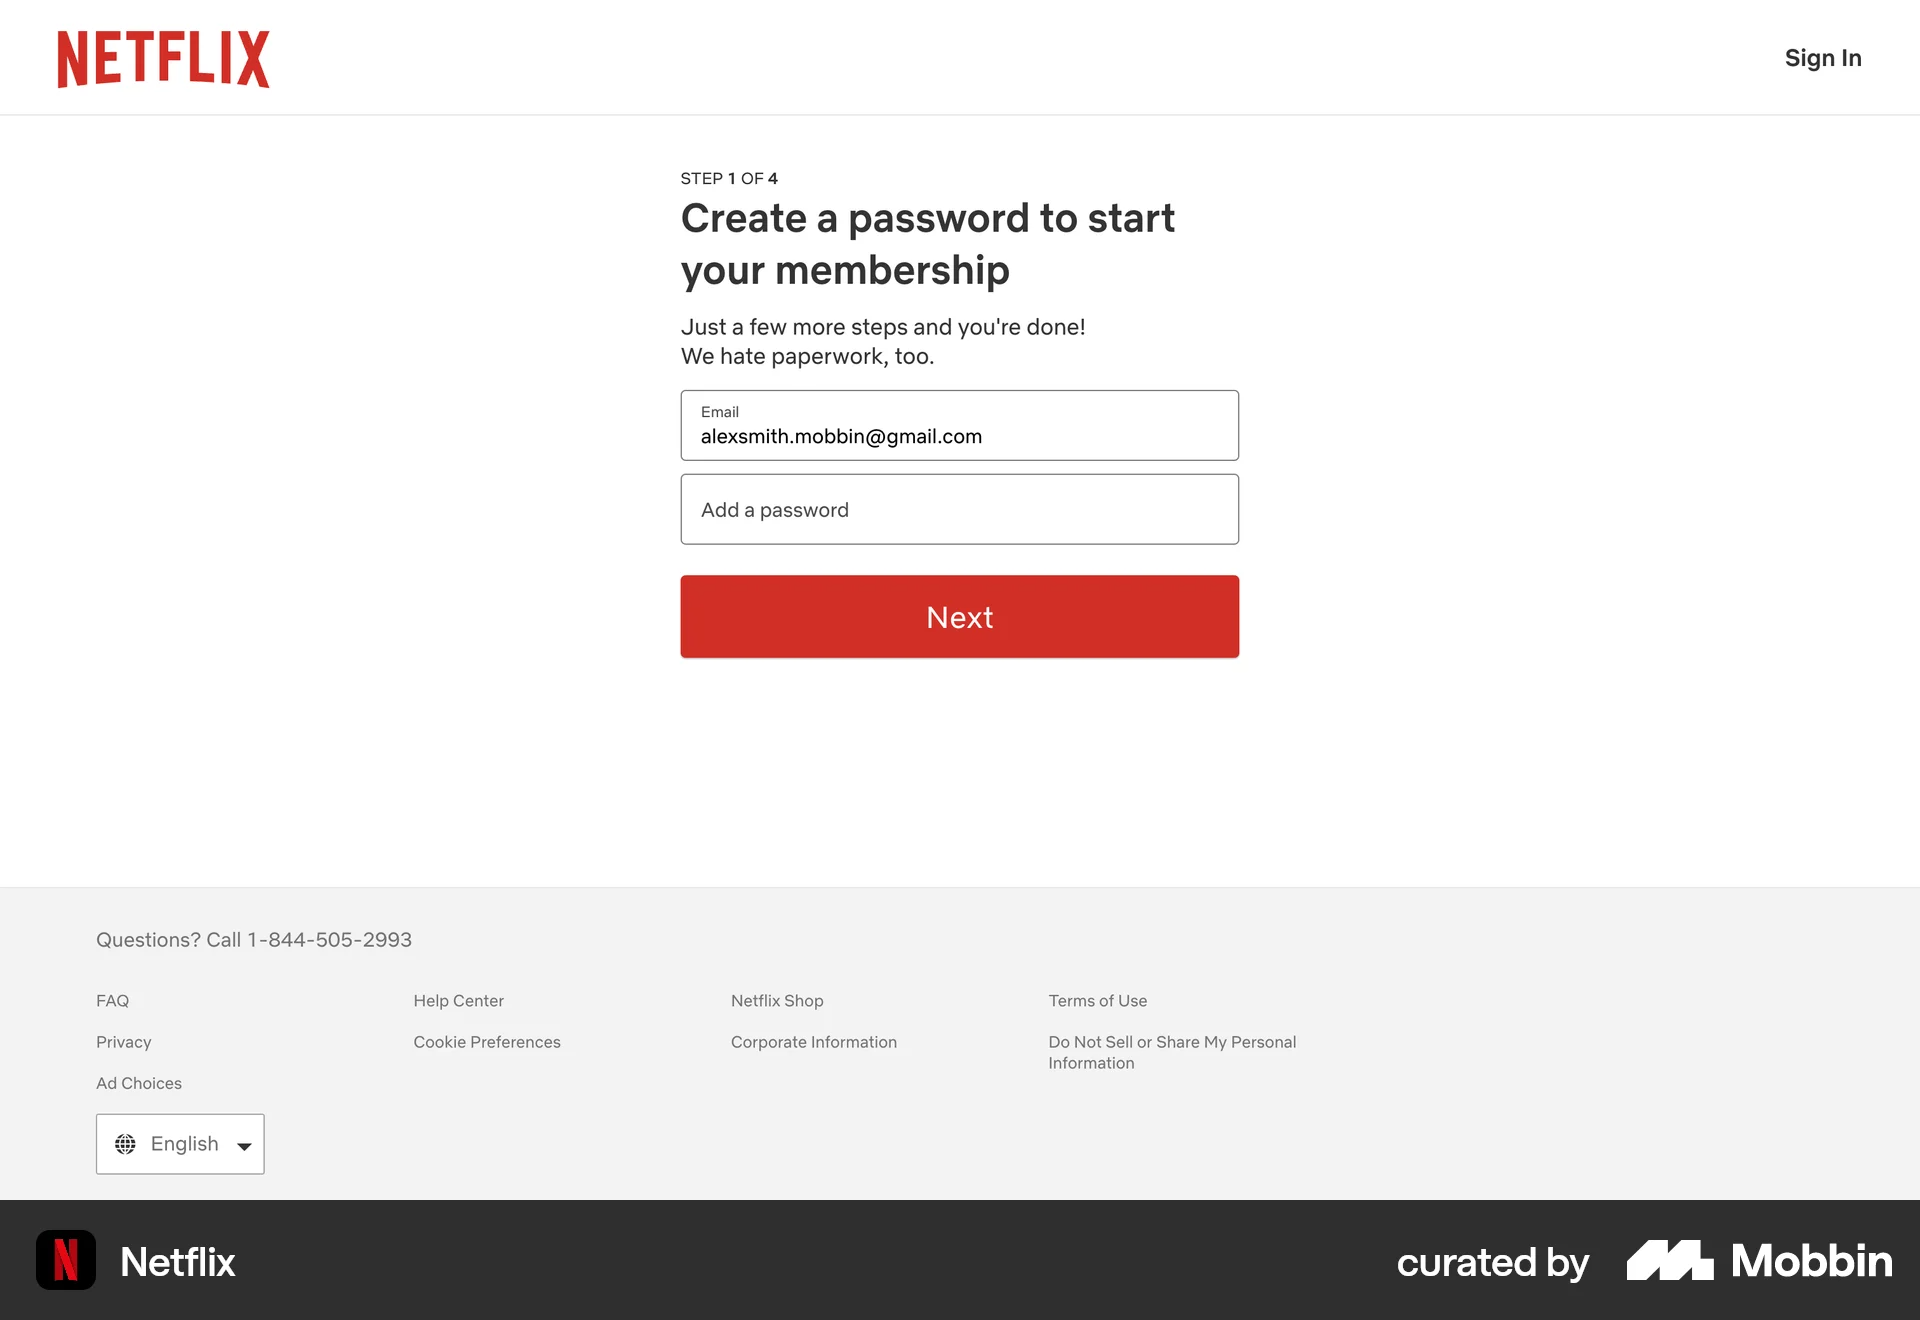 NETFLIX
Sign In
STEP 1 OF 4
Create a password to start
your membership
Just a few more steps and you're done!
We hate paperwork, too.
Email
alexsmith.mobbin@gmail.com
Add a password
Next
Questions? Call 1-844-505-2993
FAQ
Help Center
Netflix Shop
Terms of Use
Privacy
Cookie Preferences
Corporate Information
Do Not Sell or Share My Personal
Information
Ad Choices
English
N
Netflix
curated by
Mobbin